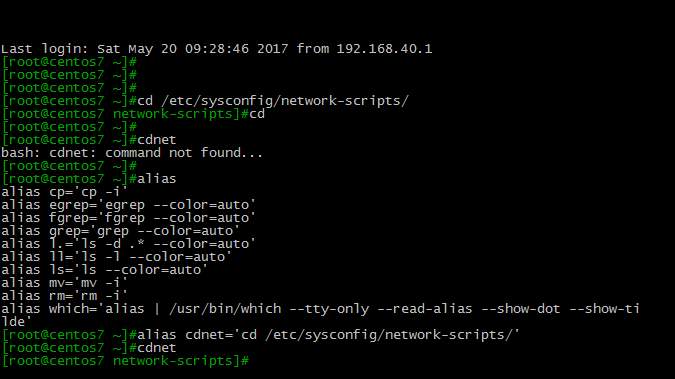 Last login: Sat May 20 09:28:46 2017 from 192.168.40.1
[root@centos7 ~]#
[root@centos7 ~]#
[root@centos7 ~]#
[root@centos7 ~]#cd /etc/sysconfig/network-scripts/
[root@centos7 network-scripts]#cd
[root@centos7 ~]#
[root@centos7 ~]#cdnet
bash: cdnet: command not found...
[root@centos7 ~]#
[root@centos7 ~]#alias
alias cp='cp -i'
alias egrep='egrep --color=auto'
alias fgrep='fgrep --color=auto'
alias grep='grep --color=auto'
alias l.='ls -d .* --color=auto'
alias ll='ls -l --color=auto'
alias ls='ls --color=auto'
alias mv='mv -i'
alias rm='rm -i'
alias which='alias | /usr/bin/which --tty-only --read-alias --show-dot --show-ti
lde'
[root@centos7 ~]#alias cdnet='cd /etc/sysconfig/network-scripts/'
[root@centos7 ~]#cdnet
[root@centos7 network-scripts]#